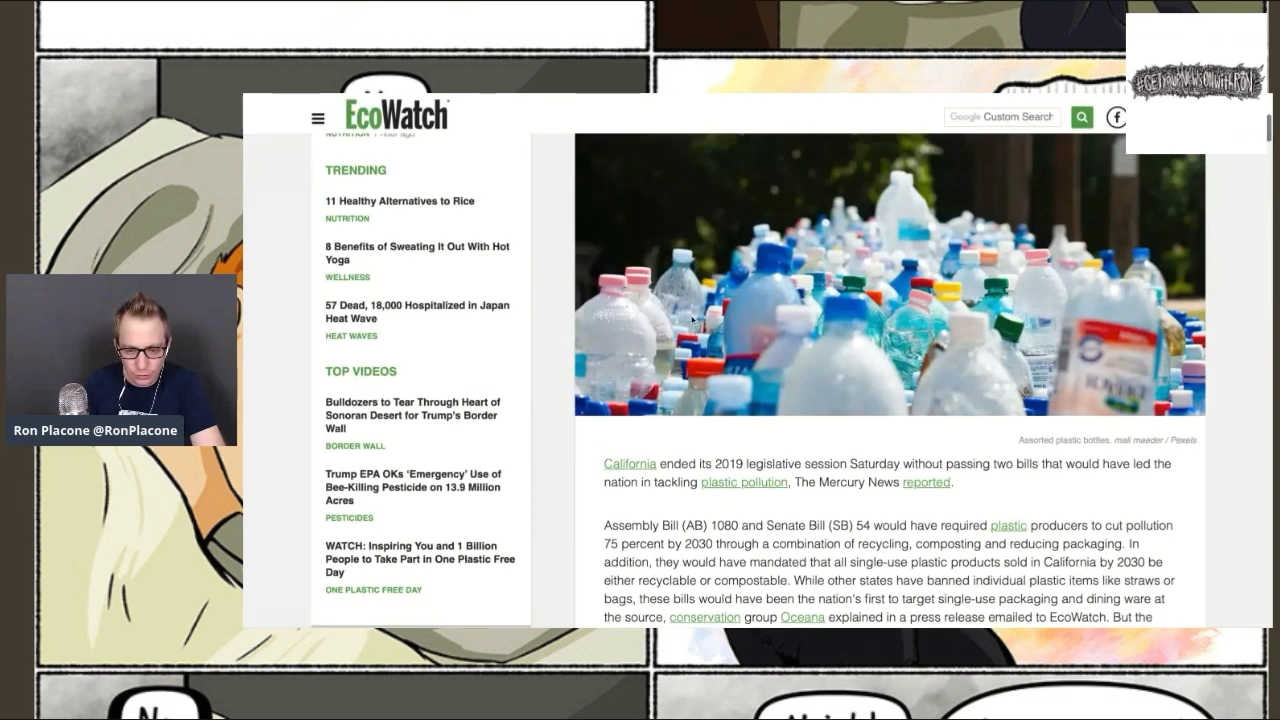 #GETYOURNEWSONWITHRON
EcoWatch
Google Custom Search
NUTRITION 1 hour ago
TRENDING
11 Healthy Alternatives to Rice
NUTRITION
8 Benefits of Sweating It Out With Hot
Yoga
WELLNESS
57 Dead, 18,000 Hospitalized in Japan
Heat Wave
HEAT WAVES
TOP VIDEOS
Bulldozers to Tear Through Heart of
Sonoran Desert for Trump's Border
Wall
BORDER WALL
Trump EPA OKs ‘Emergency’ Use of
Bee-Killing Pesticide on 13.9 Million
Acres
PESTICIDES
WATCH: Inspiring You and 1 Billion
People to Take Part in One Plastic Free
Day
ONE PLASTIC FREE DAY
Assorted plastic bottles. mali maeder / Pexels
California ended its 2019 legislative session Saturday without passing two bills that would have led the
nation in tackling plastic pollution, The Mercury News reported.
Assembly Bill (AB) 1080 and Senate Bill (SB) 54 would have required plastic producers to cut pollution
75 percent by 2030 through a combination of recycling, composting and reducing packaging. In
addition, they would have mandated that all single-use plastic products sold in California by 2030 be
either recyclable or compostable. While other states have banned individual plastic items like straws or
bags, these bills would have been the nation's first to target single-use packaging and dining ware at
the source, conservation group Oceana explained in a press release emailed to EcoWatch. But the
Ron Placone @RonPlacone